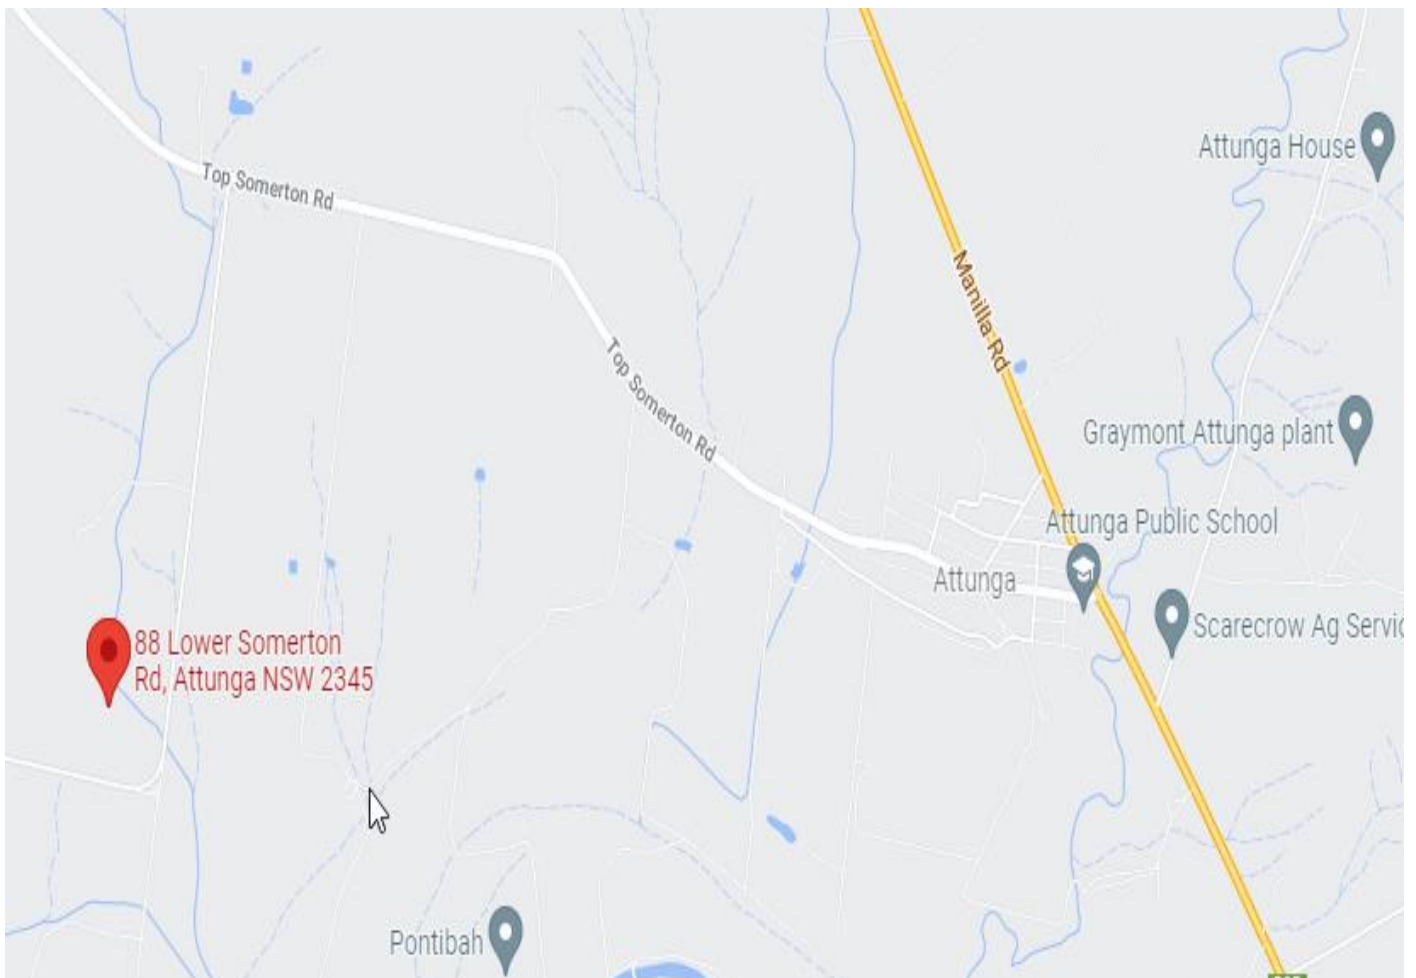 Attunga House
Top Somerton Rd
Manilla Rd
Top Somerton Rd
Graymont Attunga plant
Attunga Public School
Attunga
Scarecrow Ag Servic
88 Lower Somerton
Rd, Attunga NSW 2345
Pontibah